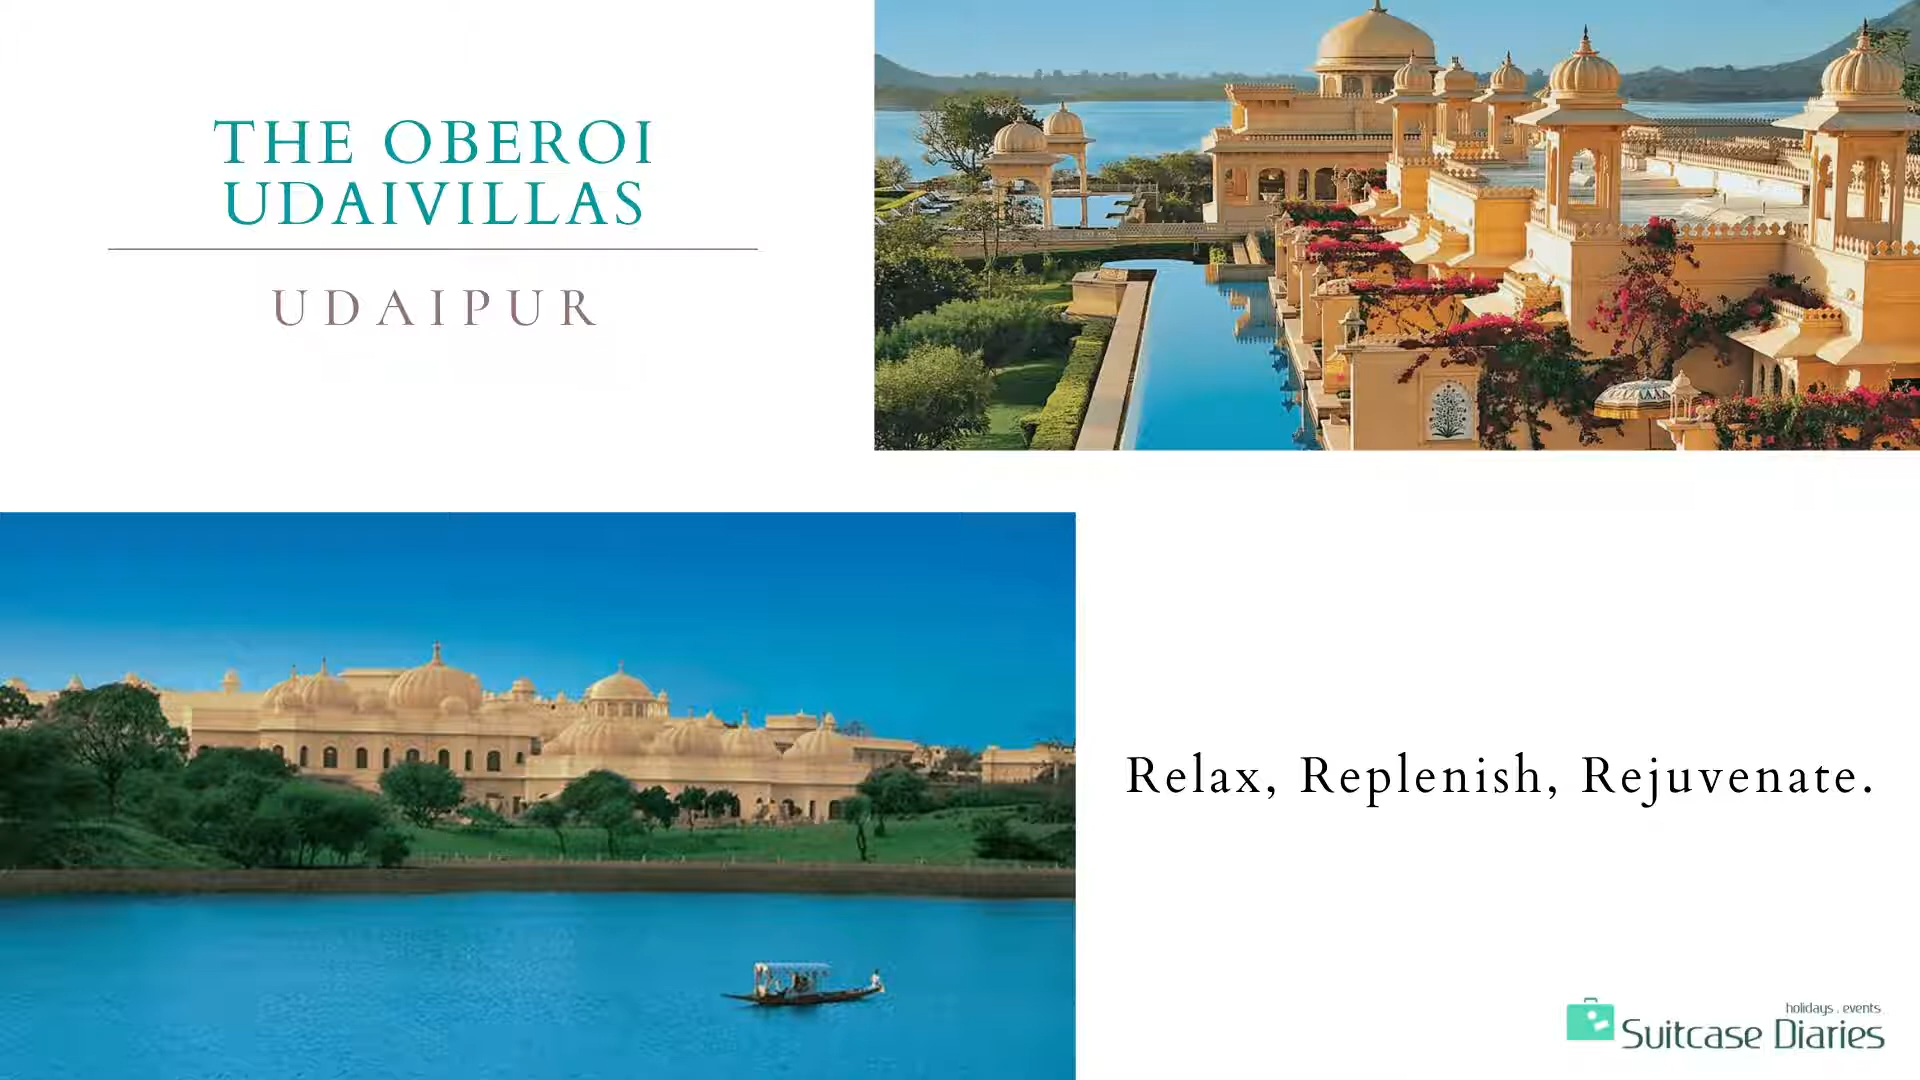 THE OBEROI
UDAIVILLAS
UDAIPUR
Relax, Replenish, Rejuvenate.
holidays . events
Suitcase Diaries